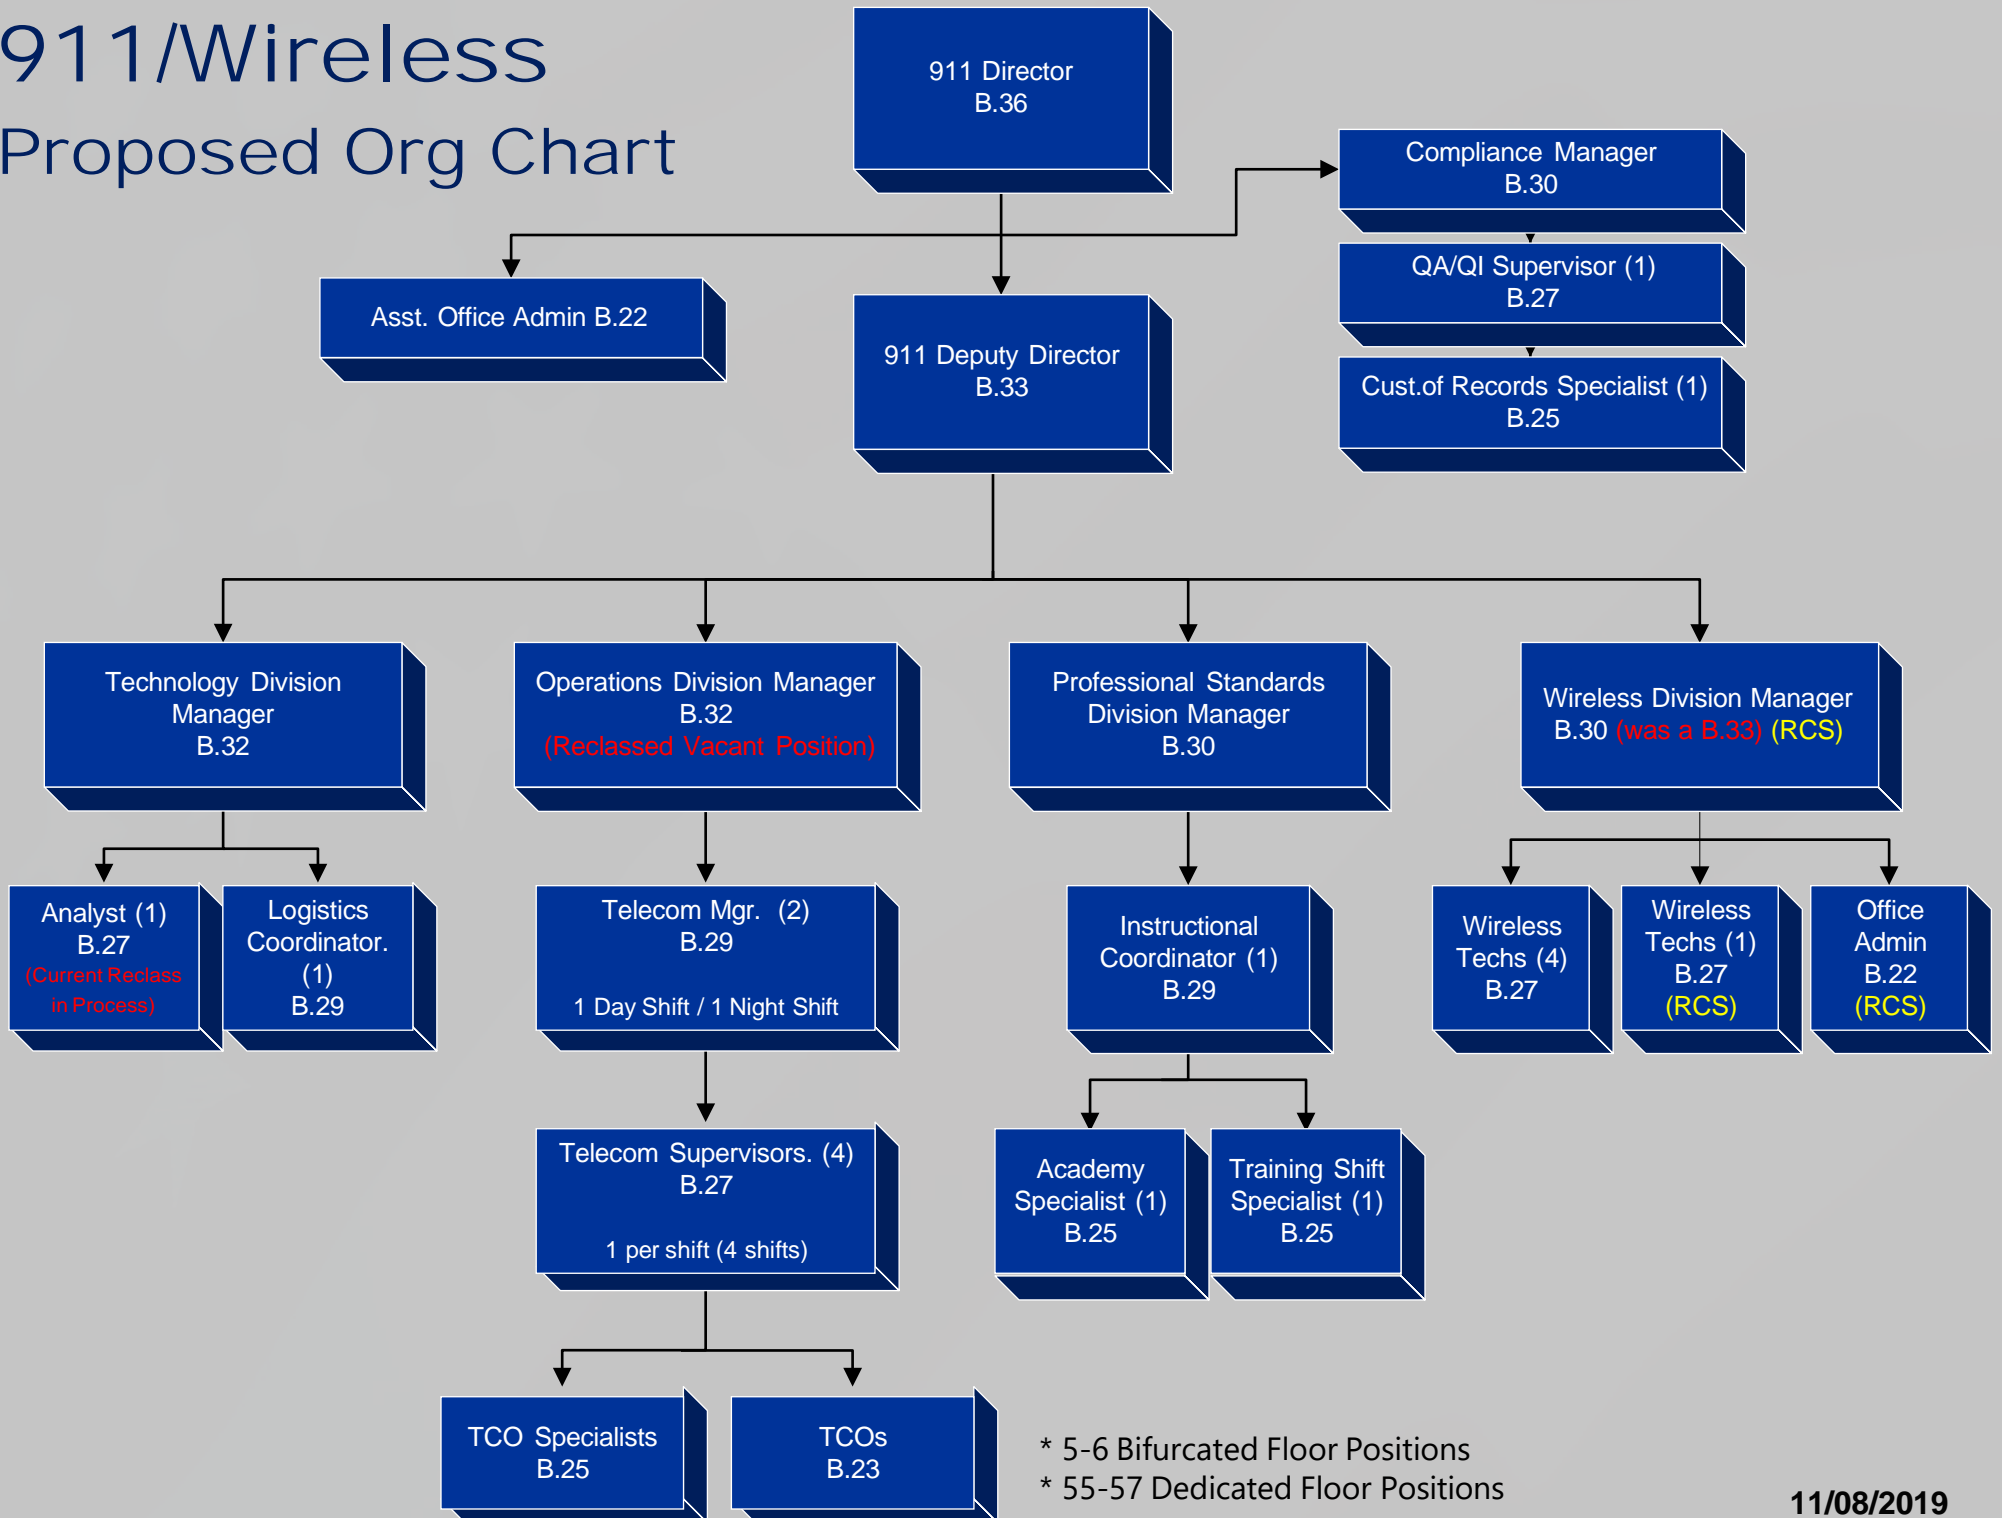 911/Wireless
Proposed Org Chart
911 Director
B.36
Compliance Manager
B.30
QA/QI Supervisor (1)
B.27
Cust.of Records Specialist (1)
B.25
Asst. Office Admin B.22
911 Deputy Director
B.33
Technology Division
Manager
B.32
Operations Division Manager
B.32
(Reclassed Vacant Position)
Professional Standards
Division Manager
B.30
Wireless Division Manager
B.30 (was a B.33) (RCS)
Analyst (1)
B.27
(Current Reclass
in Process)
Logistics
Coordinator.
(1)
B.29
Telecom Mgr. (2)
B.29
1 Day Shift / 1 Night Shift
Instructional
Coordinator (1)
B.29
Wireless
Techs (4)
B.27
Wireless
Techs (1)
B.27
(RCS)
Office
Admin
B.22
(RCS)
Telecom Supervisors. (4)
B.27
1 per shift (4 shifts)
Academy
Specialist (1)
B.25
Training Shift
Specialist (1)
B.25
TCO Specialists
B.25
TCOs
B.23
* 5-6 Bifurcated Floor Positions
* 55-57 Dedicated Floor Positions
11/08/2019